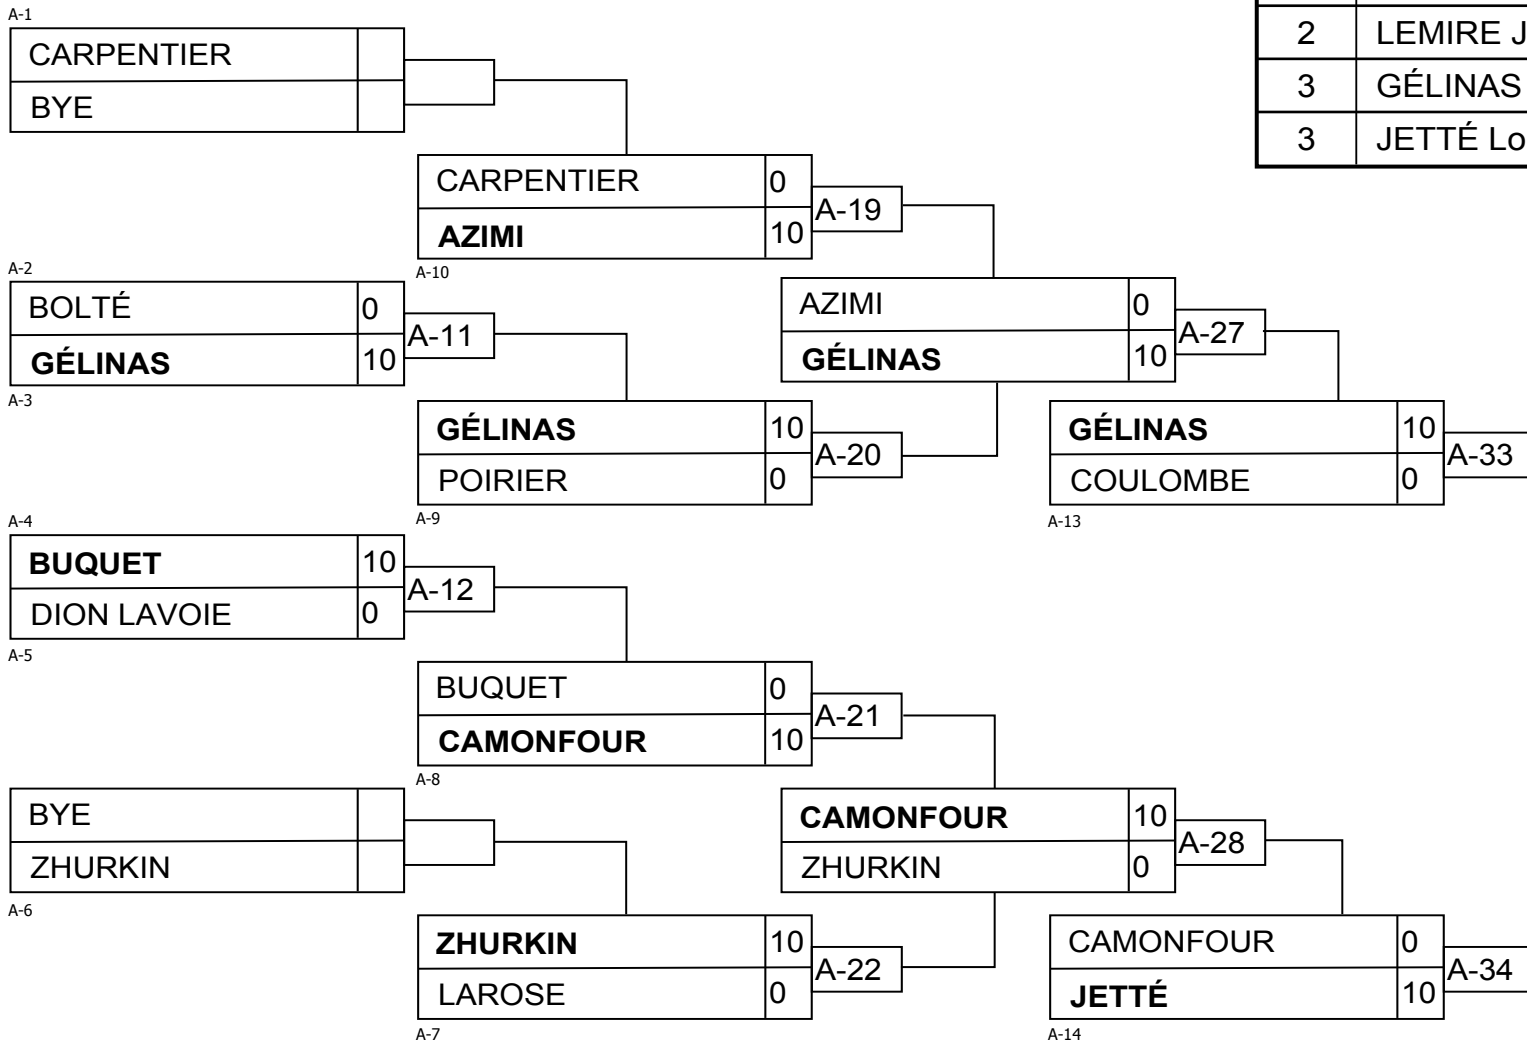 A-1
CARPENTIER
BYE
2 LEMIRE J
3 GÉLINAS
3 JETTÉ Lo
CARPENTIER 0
AZIMI 10
A-19
A-10
A-2
BOLTÉ 0
GÉLINAS 10
A-11
A-3
AZIMI 0
GÉLINAS 10
A-27
GÉLINAS 10
POIRIER 0
A-20
A-9
GÉLINAS 10
COULOMBE 0
A-33
A-13
A-4
BUQUET 10
DION LAVOIE 0
A-12
A-5
BUQUET 0
CAMONFOUR 10
A-21
A-8
BYE
ZHURKIN
A-6
CAMONFOUR 10
ZHURKIN 0
A-28
ZHURKIN 10
LAROSE 0
A-22
A-7
CAMONFOUR 0
JETTÉ 10
A-34
A-14